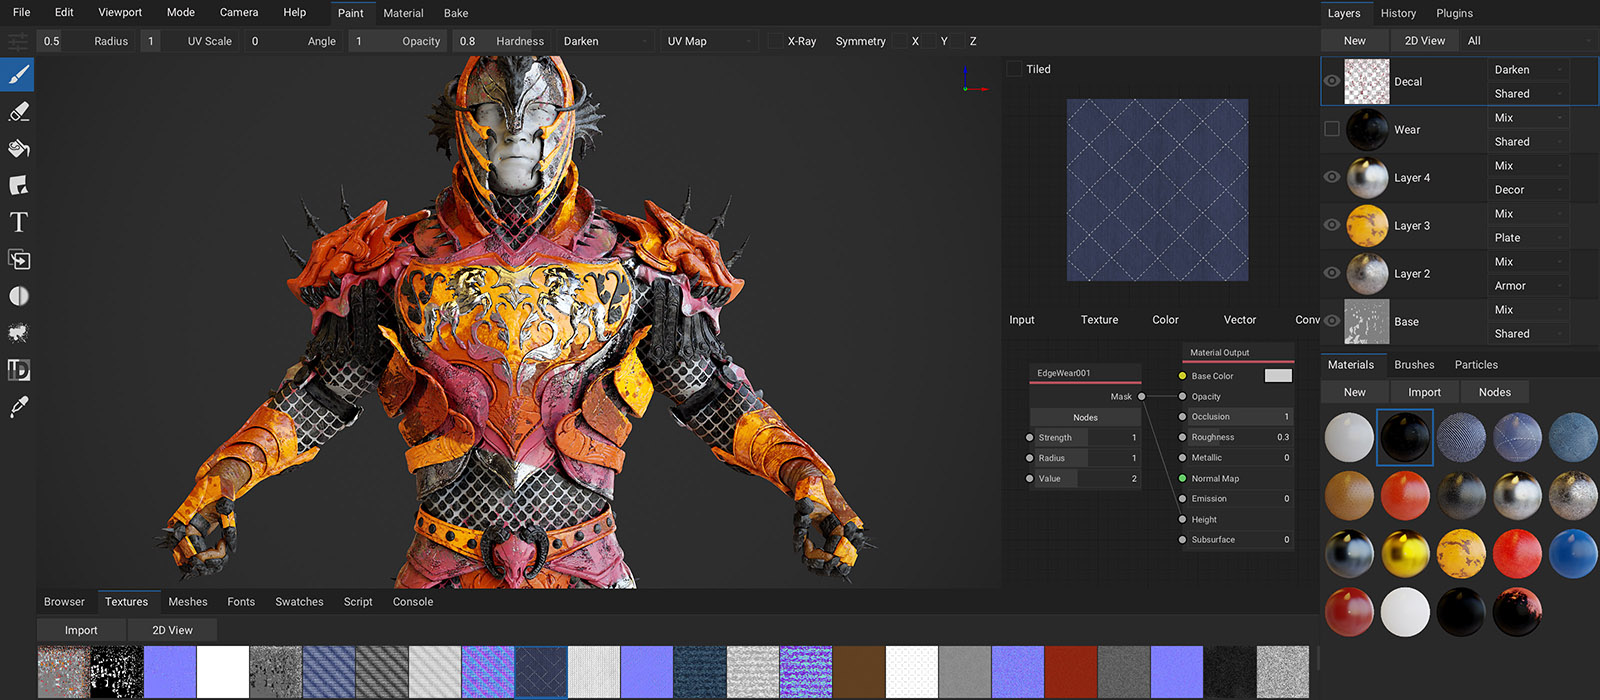 File Edit Viewport Mode Camera Help Paint Material Bake
0.5 Radius 1 UV Scale 0 Angle 1 Opacity 0.8 Hardness Darken UV Map X-Ray Symmetry X Y Z
T
ID
Tiled
Input Texture Color Vector Conv
EdgeWear001
Mask
Nodes
Strength 1
Radius 1
Value 2
Material Output
Base Color
Opacity
Occlusion 1
Roughness 0.3
Metallic 0
Normal Map
Emission 0
Height
Subsurface 0
Layers History Plugins
New 2D View All
Decal Darken
Shared
Wear Mix
Shared
Layer 4 Mix
Decor
Layer 3 Mix
Plate
Layer 2 Mix
Armor
Base Mix
Shared
Materials Brushes Particles
New Import Nodes
Browser Textures Meshes Fonts Swatches Script Console
Import 2D View